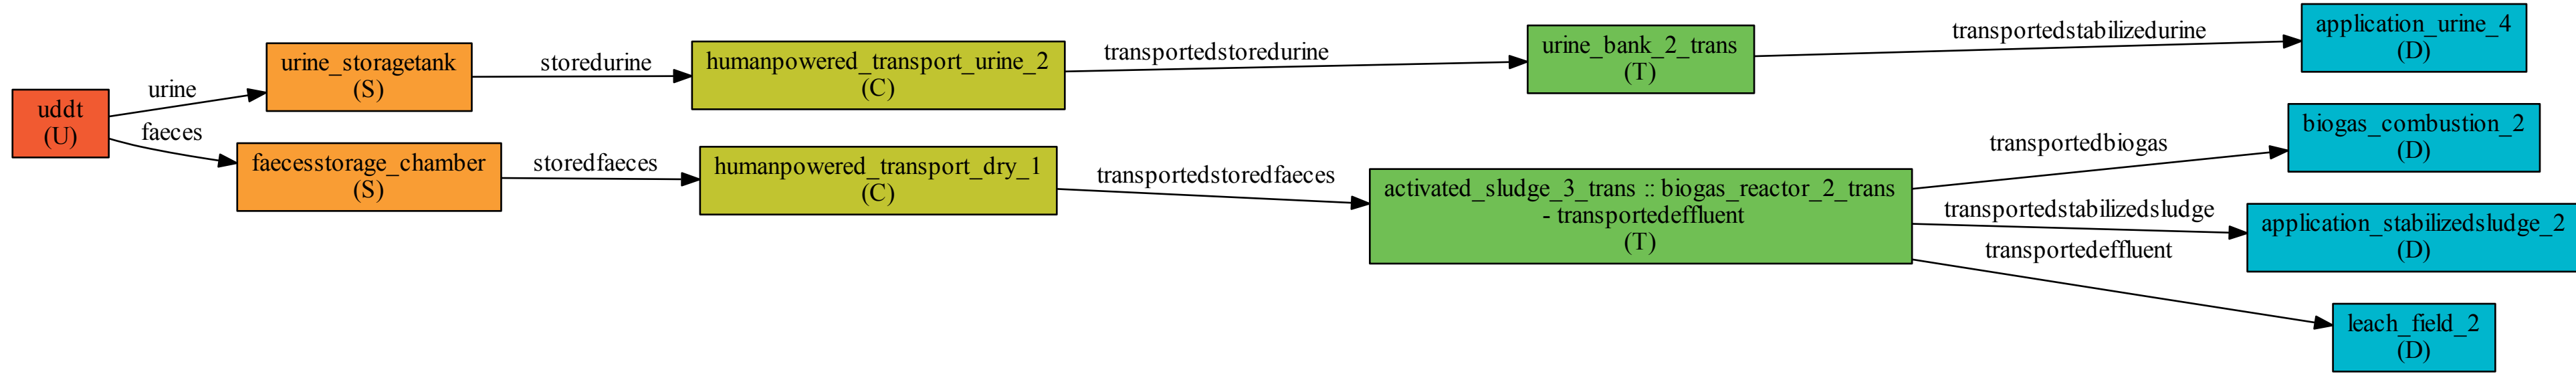 uddt
(U)
urine
faeces
urine_storagetank
(S)
faecesstorage_chamber
(S)
storedurine
storedfaeces
humanpowered_transport_urine_2
(C)
humanpowered_transport_dry_1
(C)
transportedstoredurine
transportedstoredfaeces
urine_bank_2_trans
(T)
activated_sludge_3_trans :: biogas_reactor_2_trans
- transportedeffluent
(T)
transportedstabilizedurine
transportedbiogas
transportedstabilizedsludge
transportedeffluent
application_urine_4
(D)
biogas_combustion_2
(D)
application_stabilizedsludge_2
(D)
leach_field_2
(D)